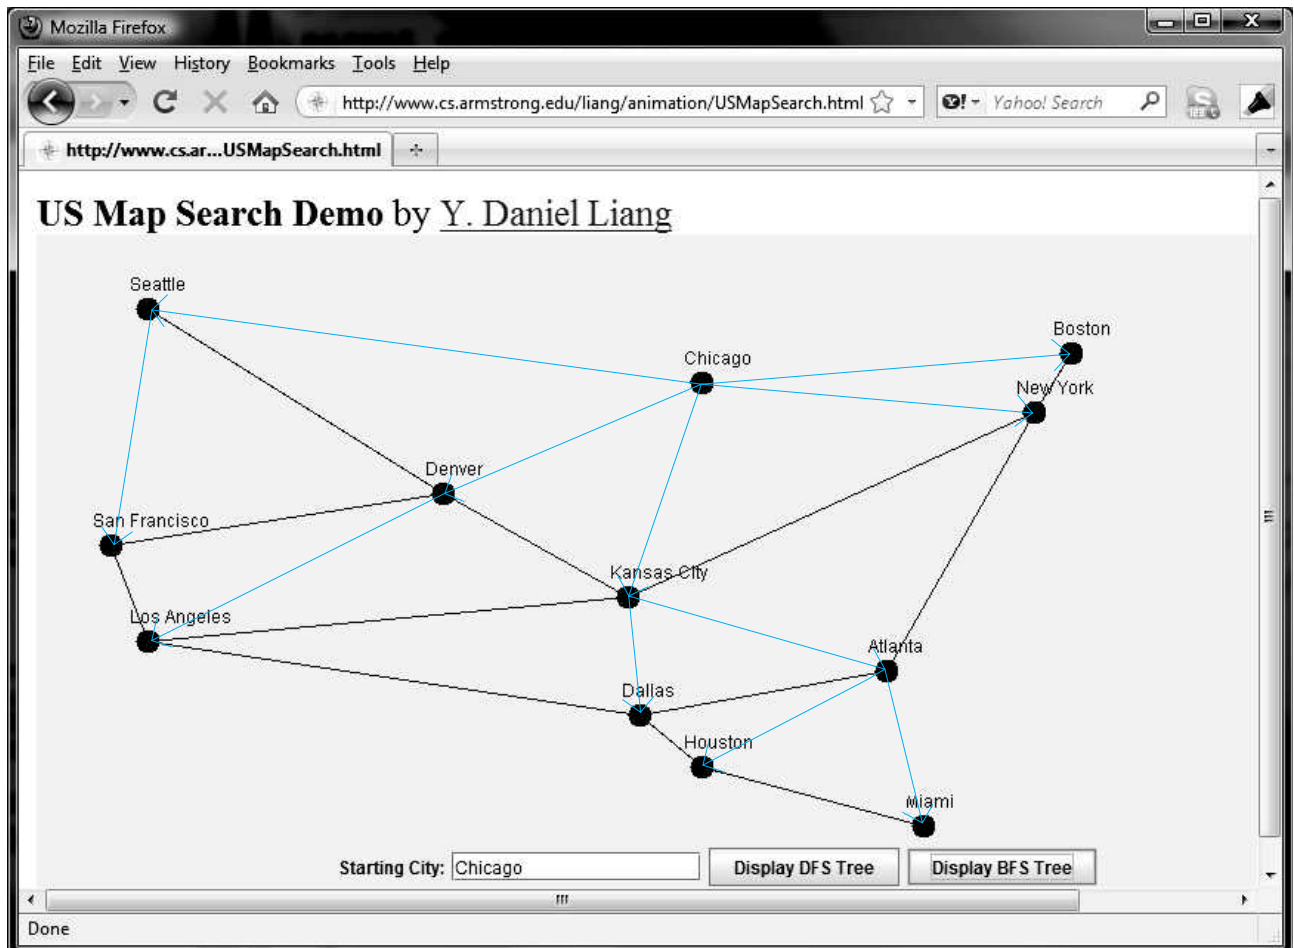 Mozilla Firefox
File Edit View History Bookmarks Tools Help
http://www.cs.armstrong.edu/liang/animation/USMapSearch.html
Yahoo! Search
http://www.cs.ar...USMapSearch.html
US Map Search Demo by Y. Daniel Liang
Seattle
Boston
Chicago
New York
Denver
San Francisco
Kansas City
Los Angeles
Atlanta
Dallas
Houston
Miami
Starting City: Chicago Display DFS Tree Display BFS Tree
Done